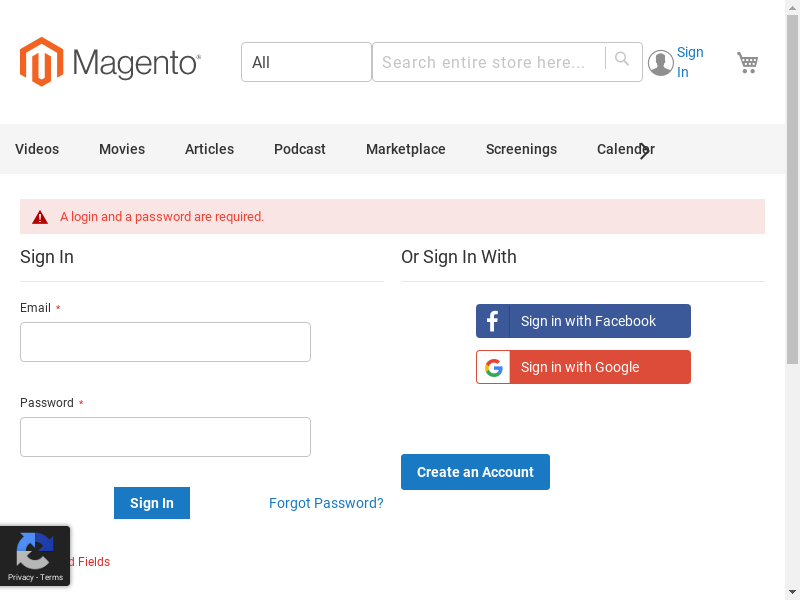 Magento
All
Search entire store here...
Sign
In
Videos
Movies
Articles
Podcast
Marketplace
Screenings
Calender
A login and a password are required.
Sign In
Or Sign In With
Email *
Sign in with Facebook
Sign in with Google
Password *
Create an Account
Sign In
Forgot Password?
Fields
Privacy - Terms